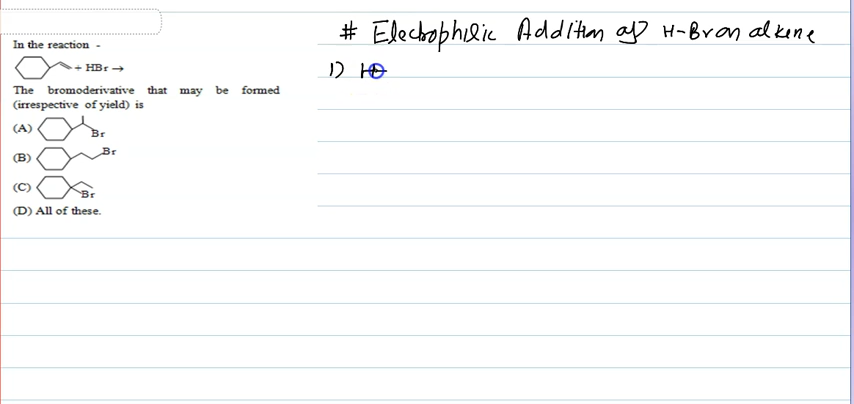 In the reaction -
+ HBr →
The bromoderivative that may be formed
(irrespective of yield) is
(A) Br
(B) Br
(C) Br
(D) All of these.
# Electrophilic Addition of H-Br on alkene
1) H